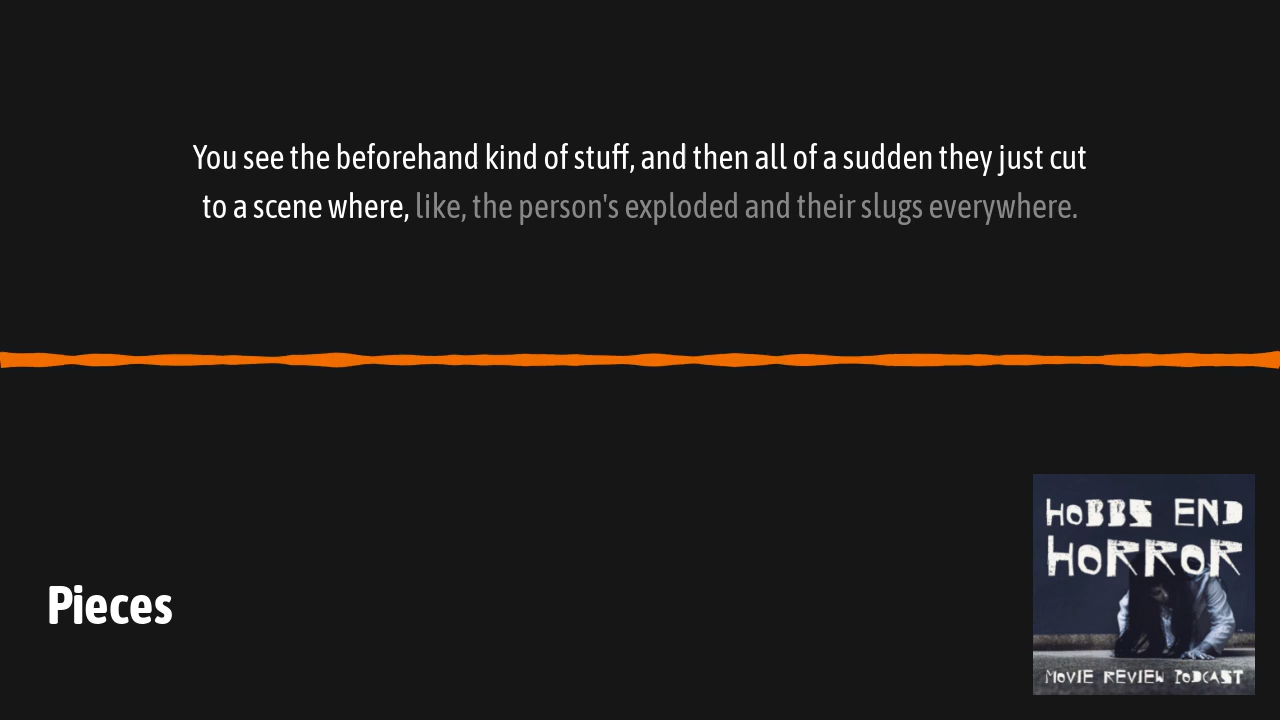 You see the beforehand kind of stuff, and then all of a sudden they just cut
to a scene where, like, the person's exploded and their slugs everywhere.
Pieces
HOBBS END
HORROR
MOVIE REVIEW PODCAST